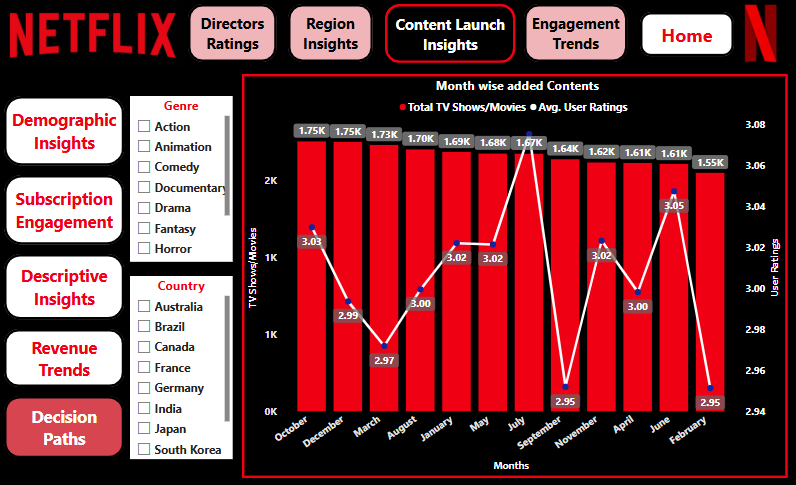 NETFLIX
Directors
Ratings
Region
Insights
Content Launch
Insights
Engagement
Trends
Home
N
Demographic
Insights
Subscription
Engagement
Descriptive
Insights
Revenue
Trends
Decision
Paths
Genre
Action
Animation
Comedy
Documentary
Drama
Fantasy
Horror
Country
Australia
Brazil
Canada
France
Germany
India
Japan
South Korea
Month wise added Contents
Total TV Shows/Movies Avg. User Ratings
1.75K 1.75K 1.73K 1.70K 1.69K 1.68K 1.67K 1.64K 1.62K 1.61K 1.61K 1.55K
3.03 2.99 2.97 3.00 3.02 3.02 2.95 3.02 3.00 3.05 2.95
TV Shows/Movies
2K
1K
1K
0K
3.08
3.06
3.04
3.02
3.00
2.98
2.96
2.94
User Ratings
October December March August January May July September November April June February
Months